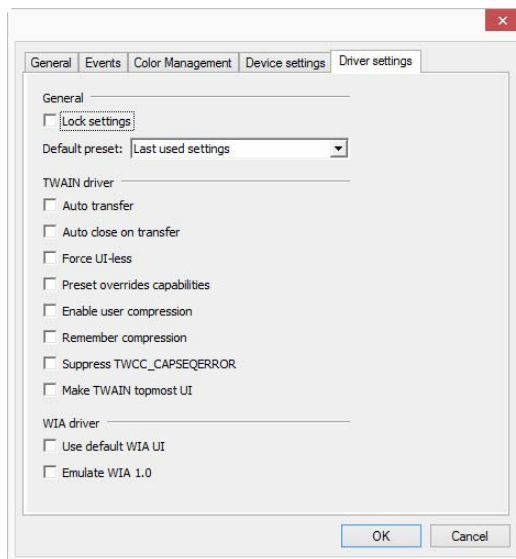 General Events Color Management Device settings Driver settings
General
Lock settings
Default preset: Last used settings
TWAIN driver
Auto transfer
Auto close on transfer
Force UI-less
Preset overrides capabilities
Enable user compression
Remember compression
Suppress TWCC_CAPSEQERROR
Make TWAIN topmost UI
WIA driver
Use default WIA UI
Emulate WIA 1.0
OK Cancel